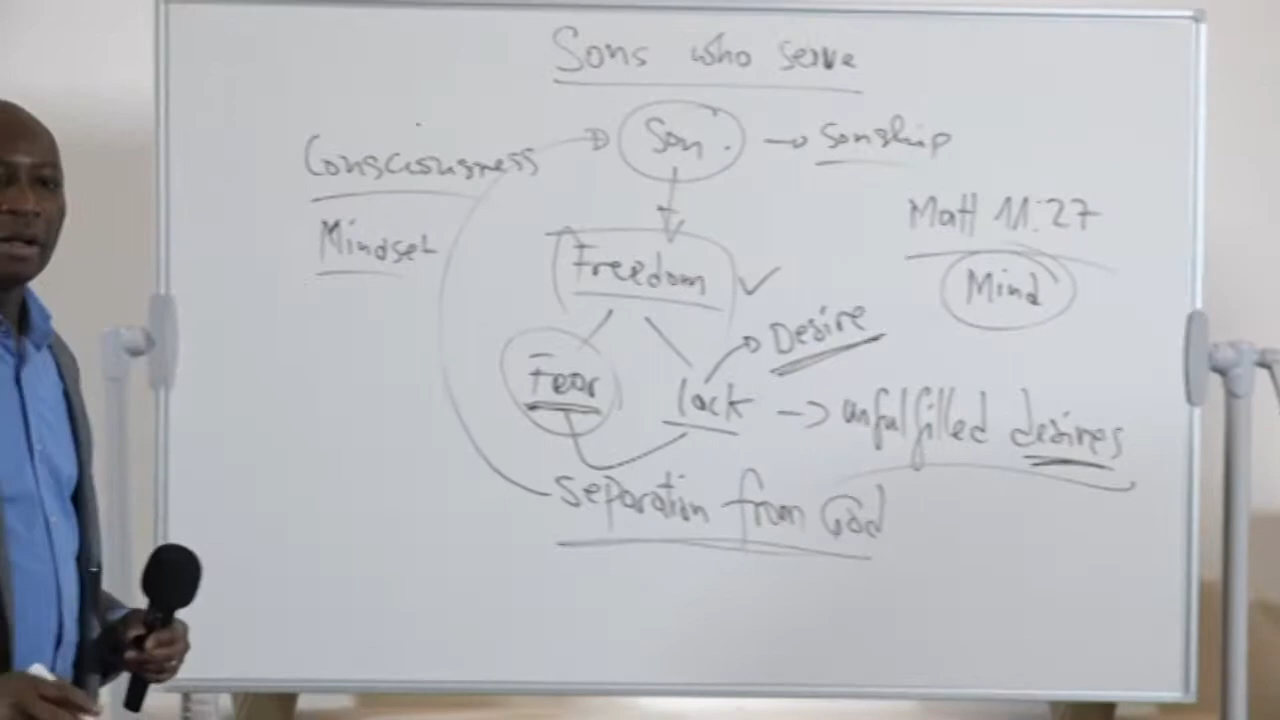 Sons who serve
Consciousness → Son → sonship
Mindset
Matt 11:27
Freedom ✓
Mind
Desire
Fear
lack → unfulfilled desires
separation from God